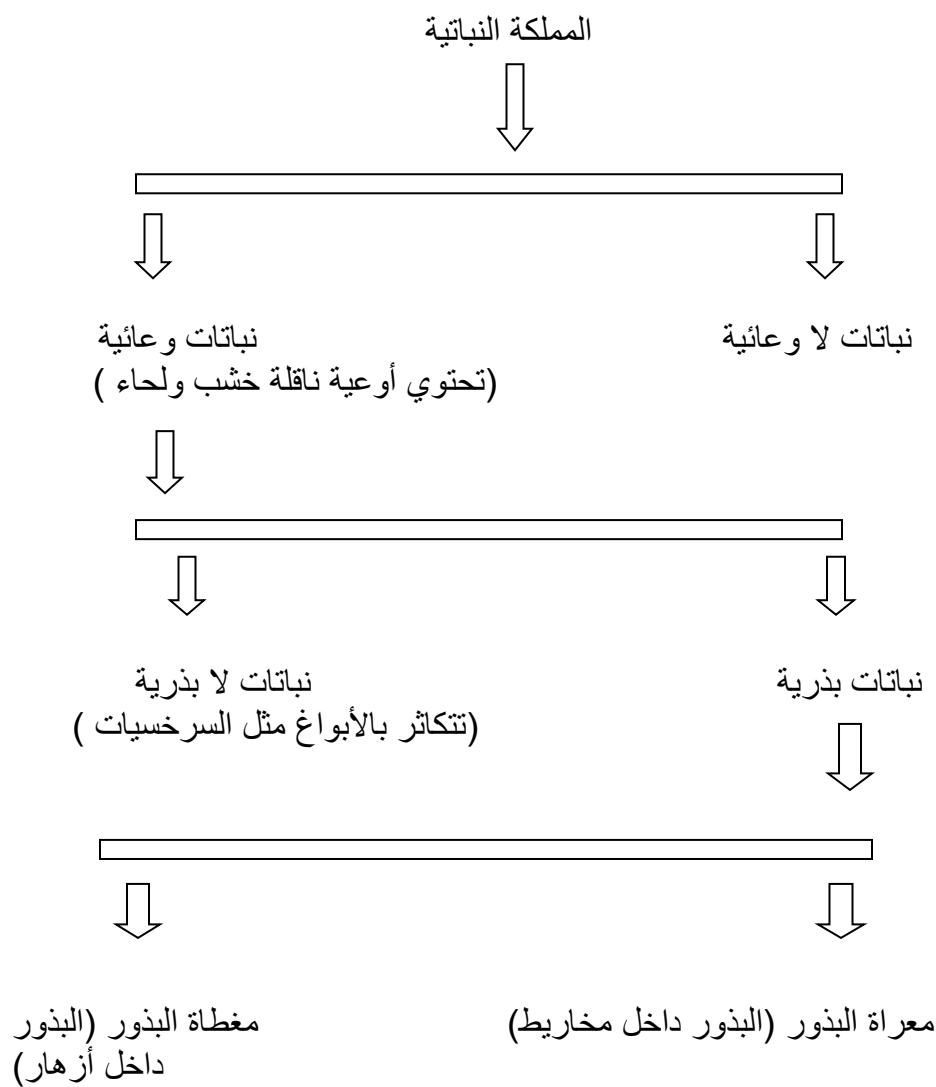 المملكة النباتية
نباتات لا وعائية
نباتات وعائية
(تحتوي أوعية ناقلة خشب ولحاء )
نباتات بذرية
نباتات لا بذرية
(تتكاثر بالأبواغ مثل السرخسيات )
معراة البذور (البذور داخل مخاريط)
مغطاة البذور (البذور
داخل أزهار)